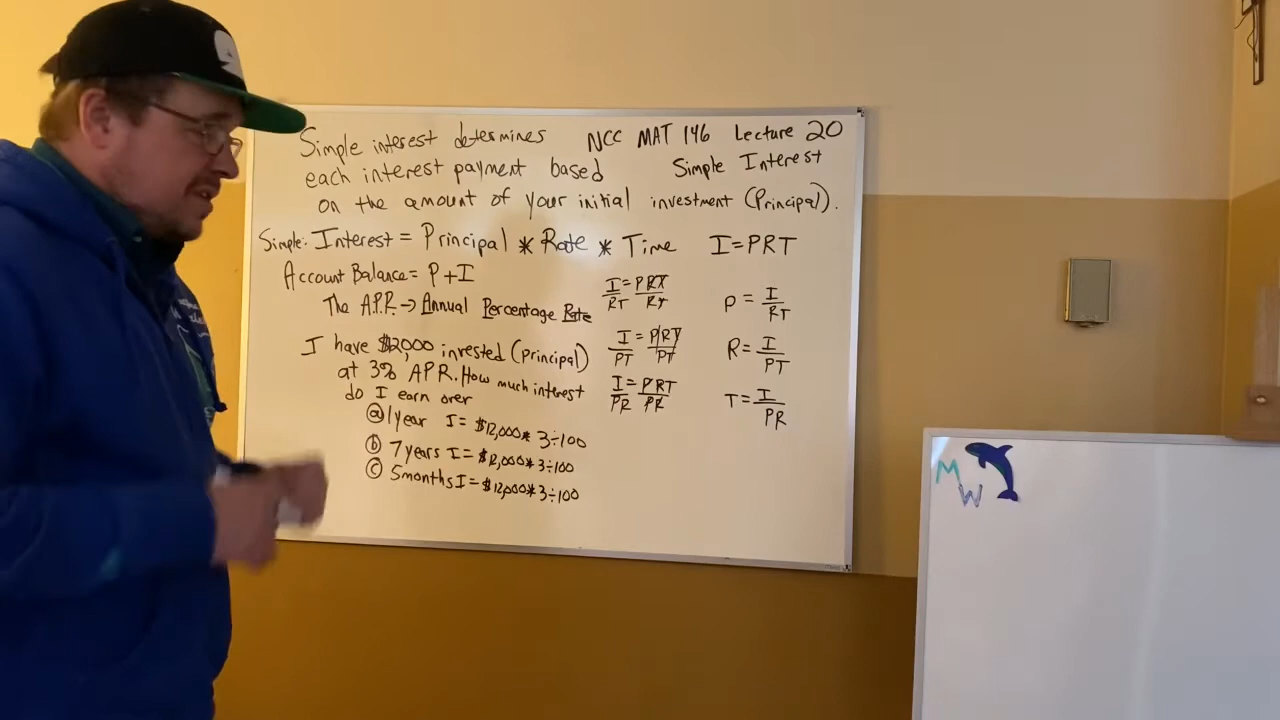 Simple interest determines NCC MAT 146 Lecture 20
each interest payment based Simple Interest
on the amount of your initial investment (Principal).
Simple: Interest = Principal * Rate * Time I = PRT
Account Balance = P + I
The A.P.R. → Annual Percentage Rate
I/RT = PRT/RT P = I/RT
I have $12,000 invested (principal) I/PT = PRT/PT R = I/PT
at 3% APR. How much interest I/PR = PRT/PR T = I/PR
do I earn over
ⓐ 1 year I = $12,000 * 3÷100
ⓑ 7 years I = $12,000 * 3÷100
ⓒ 5 months I = $12,000 * 3÷100
M
W